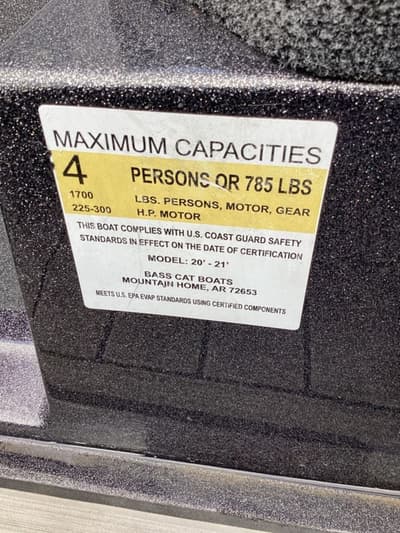 MAXIMUM CAPACITIES
4 PERSONS OR 785 LBS
1700 LBS. PERSONS, MOTOR, GEAR
225-300 H.P. MOTOR
THIS BOAT COMPLIES WITH U.S. COAST GUARD SAFETY
STANDARDS IN EFFECT ON THE DATE OF CERTIFICATION
MODEL: 20' - 21'
BASS CAT BOATS
MOUNTAIN HOME, AR 72653
MEETS U.S. EPA EVAP STANDARDS USING CERTIFIED COMPONENTS